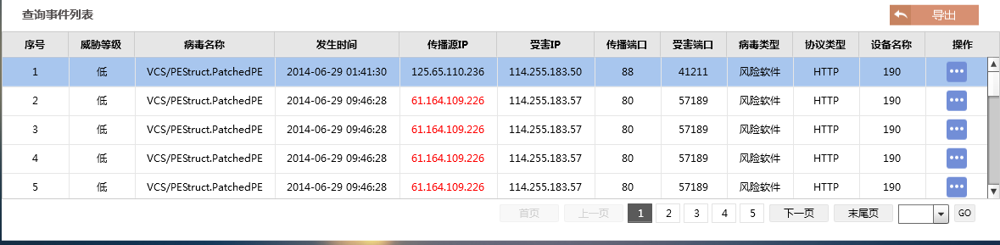 查询事件列表 导出
序号 威胁等级 病毒名称 发生时间 传播源IP 受害IP 传播端口 受害端口 病毒类型 协议类型 设备名称 操作
1 低 VCS/PEStruct.PatchedPE 2014-06-29 01:41:30 125.65.110.236 114.255.183.50 88 41211 风险软件 HTTP 190
2 低 VCS/PEStruct.PatchedPE 2014-06-29 09:46:28 61.164.109.226 114.255.183.57 80 57189 风险软件 HTTP 190
3 低 VCS/PEStruct.PatchedPE 2014-06-29 09:46:28 61.164.109.226 114.255.183.57 80 57189 风险软件 HTTP 190
4 低 VCS/PEStruct.PatchedPE 2014-06-29 09:46:28 61.164.109.226 114.255.183.57 80 57189 风险软件 HTTP 190
5 低 VCS/PEStruct.PatchedPE 2014-06-29 09:46:28 61.164.109.226 114.255.183.57 80 57189 风险软件 HTTP 190
首页 上一页 1 2 3 4 5 下一页 末尾页 GO